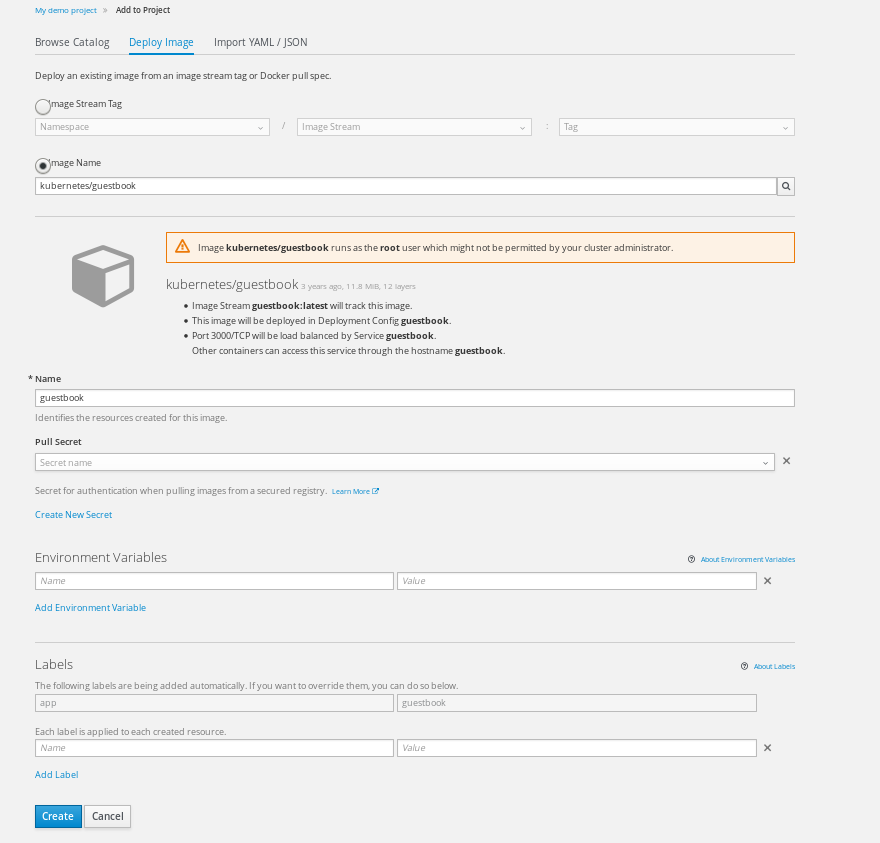 My demo project » Add to Project
Browse Catalog Deploy Image Import YAML / JSON
Deploy an existing image from an image stream tag or Docker pull spec.
Image Stream Tag
Namespace / Image Stream : Tag
Image Name
kubernetes/guestbook
Image kubernetes/guestbook runs as the root user which might not be permitted by your cluster administrator.
kubernetes/guestbook 3 years ago, 11.8 MiB, 12 layers
• Image Stream guestbook:latest will track this image.
• This image will be deployed in Deployment Config guestbook.
• Port 3000/TCP will be load balanced by Service guestbook.
Other containers can access this service through the hostname guestbook.
* Name
guestbook
Identifies the resources created for this image.
Pull Secret
Secret name
Secret for authentication when pulling images from a secured registry. Learn More
Create New Secret
Environment Variables About Environment Variables
Name Value
Add Environment Variable
Labels About Labels
The following labels are being added automatically. If you want to override them, you can do so below.
app guestbook
Each label is applied to each created resource.
Name Value
Add Label
Create Cancel